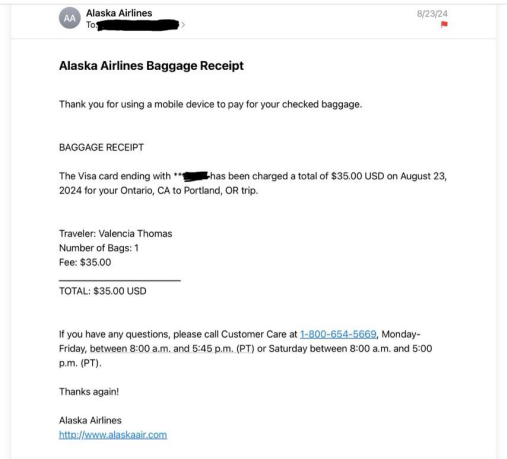 AA
Alaska Airlines
8/23/24
To:
Alaska Airlines Baggage Receipt
Thank you for using a mobile device to pay for your checked baggage.
BAGGAGE RECEIPT
The Visa card ending with ** has been charged a total of $35.00 USD on August 23,
2024 for your Ontario, CA to Portland, OR trip.
Traveler: Valencia Thomas
Number of Bags: 1
Fee: $35.00
TOTAL: $35.00 USD
If you have any questions, please call Customer Care at 1-800-654-5669, Monday-
Friday, between 8:00 a.m. and 5:45 p.m. (PT) or Saturday between 8:00 a.m. and 5:00
p.m. (PT).
Thanks again!
Alaska Airlines
http://www.alaskaair.com